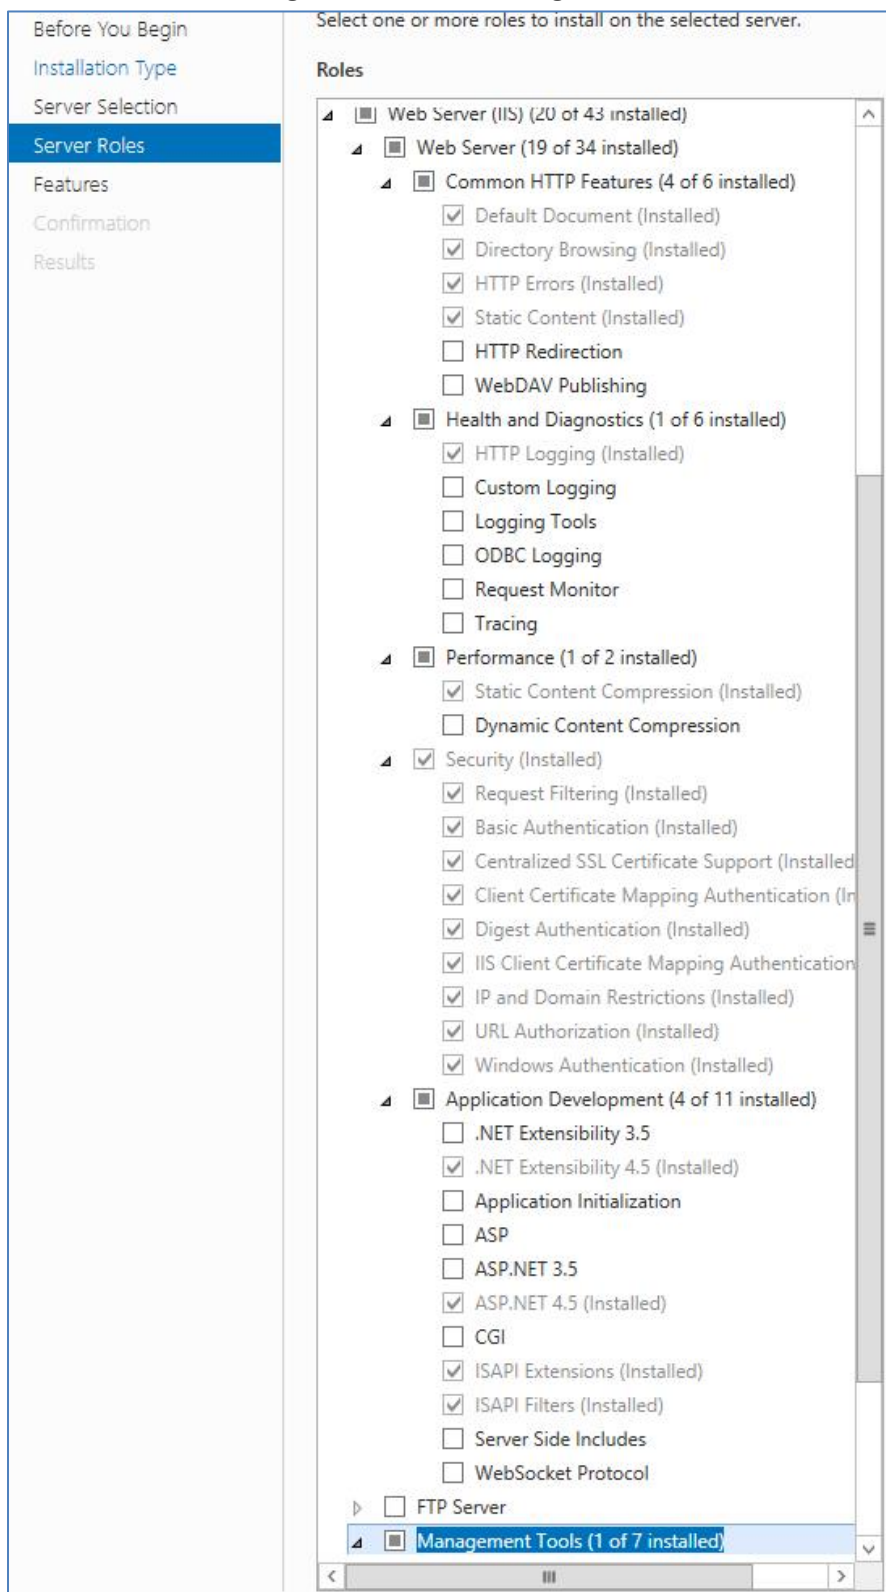 Before You Begin
Installation Type
Server Selection
Server Roles
Features
Confirmation
Results
Select one or more roles to install on the selected server.
Roles
Web Server (IIS) (20 of 43 installed)
Web Server (19 of 34 installed)
Common HTTP Features (4 of 6 installed)
Default Document (Installed)
Directory Browsing (Installed)
HTTP Errors (Installed)
Static Content (Installed)
HTTP Redirection
WebDAV Publishing
Health and Diagnostics (1 of 6 installed)
HTTP Logging (Installed)
Custom Logging
Logging Tools
ODBC Logging
Request Monitor
Tracing
Performance (1 of 2 installed)
Static Content Compression (Installed)
Dynamic Content Compression
Security (Installed)
Request Filtering (Installed)
Basic Authentication (Installed)
Centralized SSL Certificate Support (Installed
Client Certificate Mapping Authentication (In
Digest Authentication (Installed)
IIS Client Certificate Mapping Authentication
IP and Domain Restrictions (Installed)
URL Authorization (Installed)
Windows Authentication (Installed)
Application Development (4 of 11 installed)
.NET Extensibility 3.5
.NET Extensibility 4.5 (Installed)
Application Initialization
ASP
ASP.NET 3.5
ASP.NET 4.5 (Installed)
CGI
ISAPI Extensions (Installed)
ISAPI Filters (Installed)
Server Side Includes
WebSocket Protocol
FTP Server
Management Tools (1 of 7 installed)